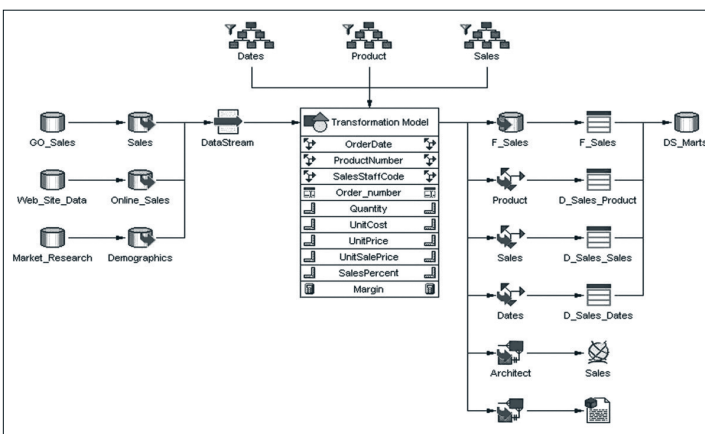 Dates
Product
Sales
GO_Sales
Sales
DataStream
Transformation Model
F_Sales
F_Sales
DS_Marts
OrderDate
ProductNumber
SalesStaffCode
Order_number
Quantity
UnitCost
UnitPrice
UnitSalePrice
SalesPercent
Margin
Web_Site_Data
Online_Sales
Product
D_Sales_Product
Market_Research
Demographics
Sales
D_Sales_Sales
Dates
D_Sales_Dates
Architect
Sales